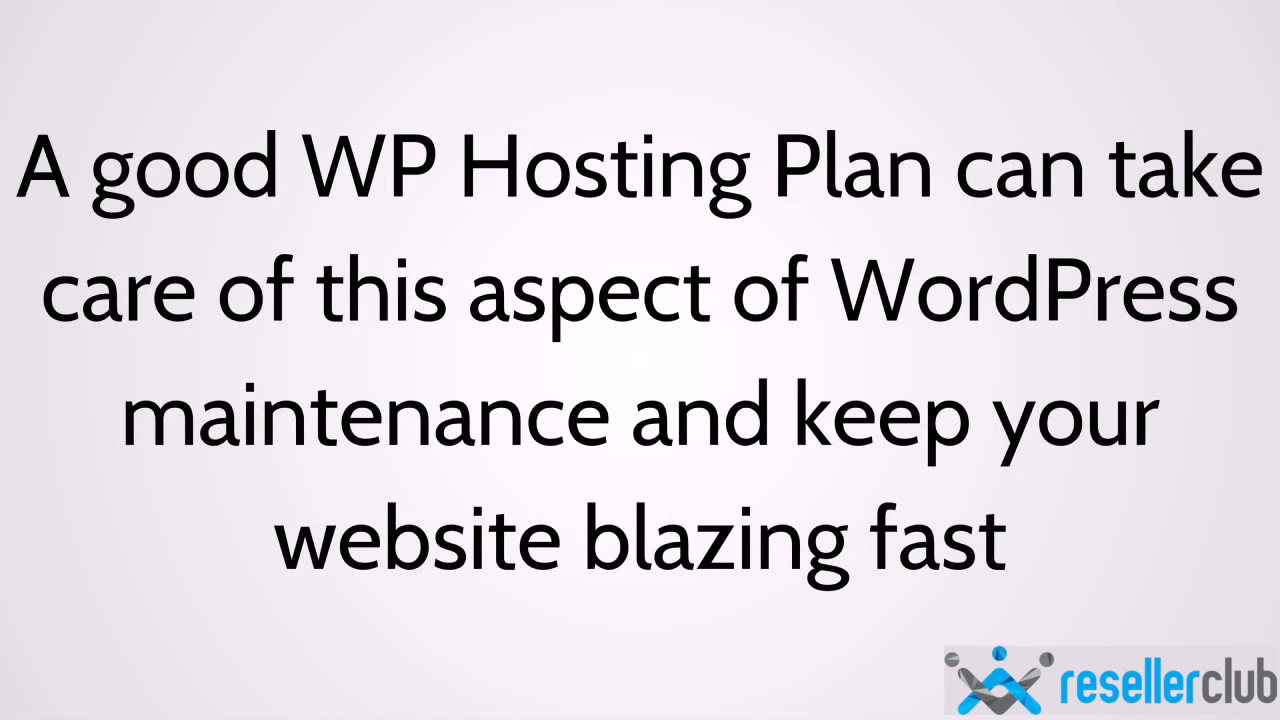 A good WP Hosting Plan can take
care of this aspect of WordPress
maintenance and keep your
website blazing fast
resellerclub